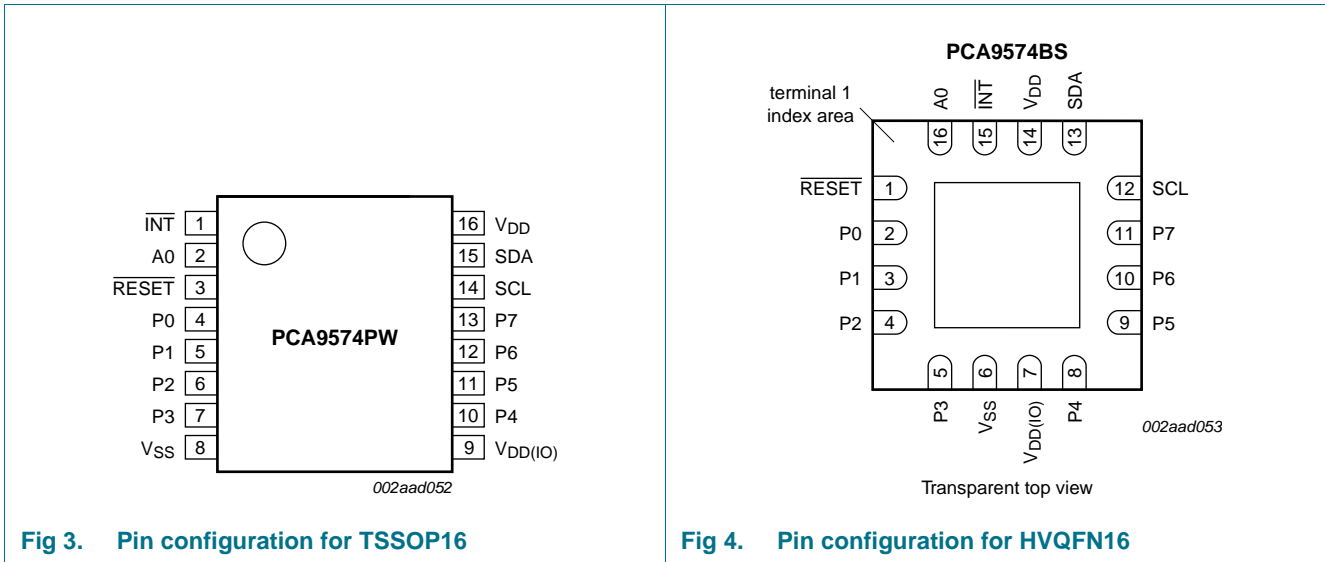 INT 1
A0 2
RESET 3
P0 4
P1 5
P2 6
P3 7
VSS 8
PCA9574PW
16 VDD
15 SDA
14 SCL
13 P7
12 P6
11 P5
10 P4
9 VDD(IO)
002aad052
Fig 3. Pin configuration for TSSOP16
PCA9574BS
terminal 1
index area
A0 INT VDD SDA
16 15 14 13
RESET 1
P0 2
P1 3
P2 4
12 SCL
11 P7
10 P6
9 P5
5 6 7 8
P3 VSS VDD(IO) P4
002aad053
Transparent top view
Fig 4. Pin configuration for HVQFN16